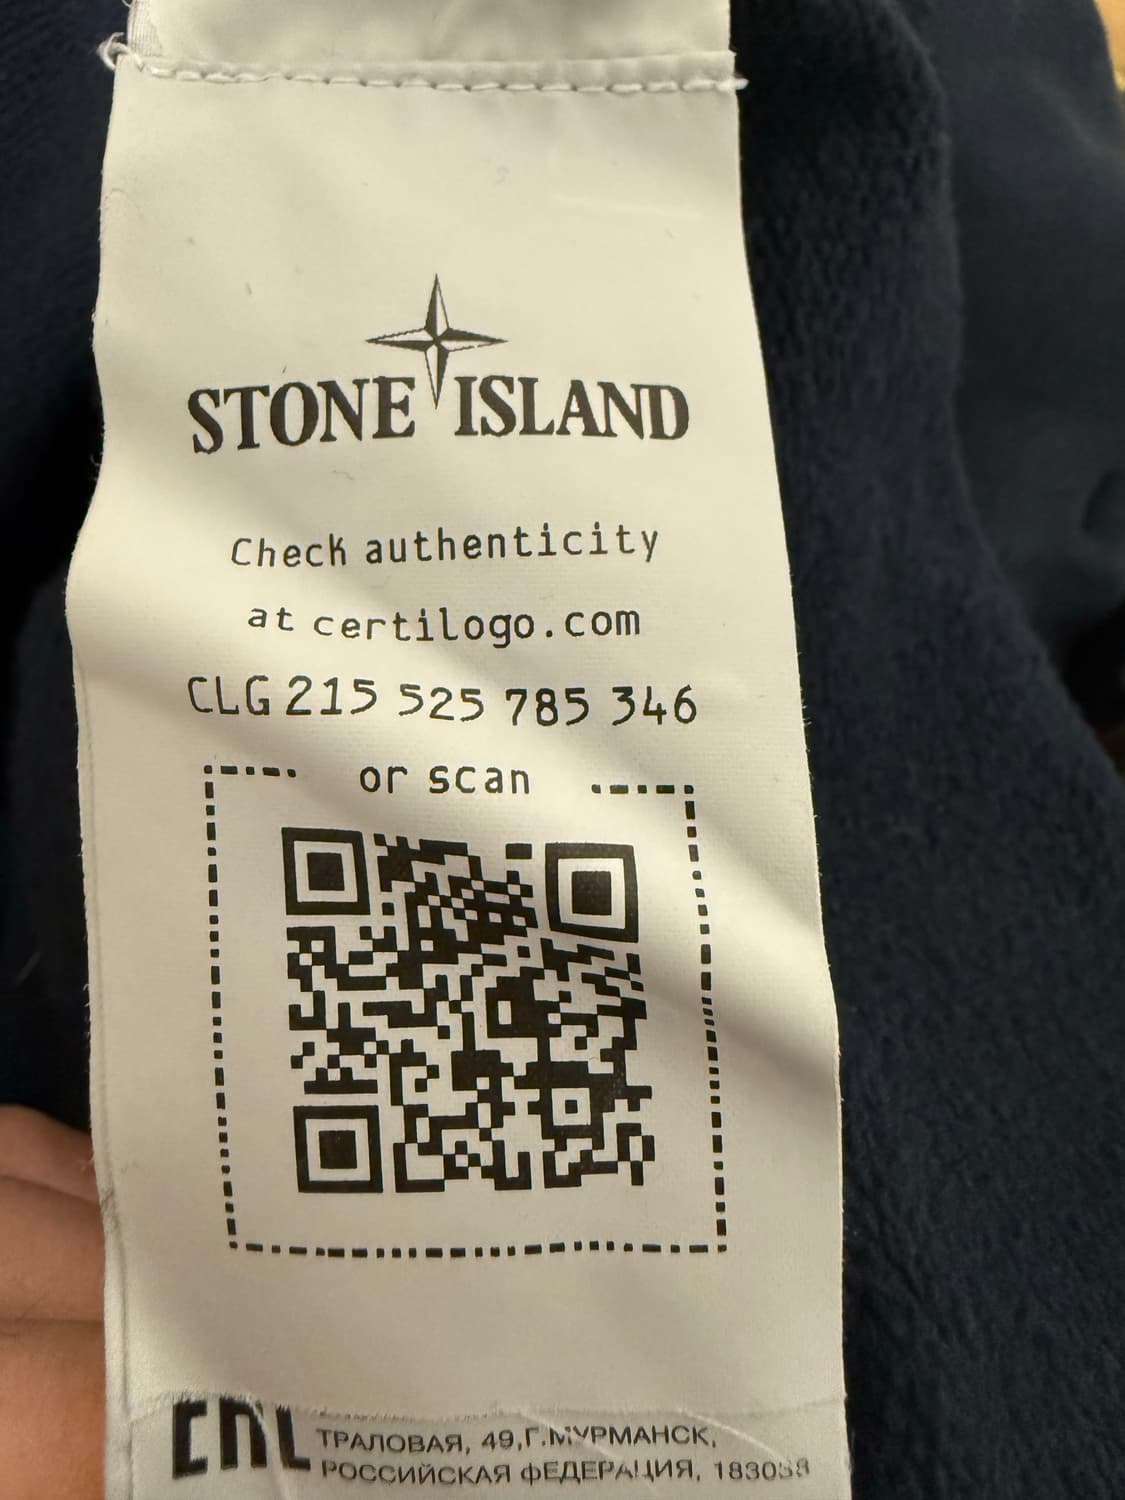 STONE ISLAND
Check authenticity
at certilogo.com
CLG 215 525 785 346
or scan
EAC
ТРАЛОВАЯ, 49,Г.МУРМАНСК,
РОССИЙСКАЯ ФЕДЕРАЦИЯ, 183038